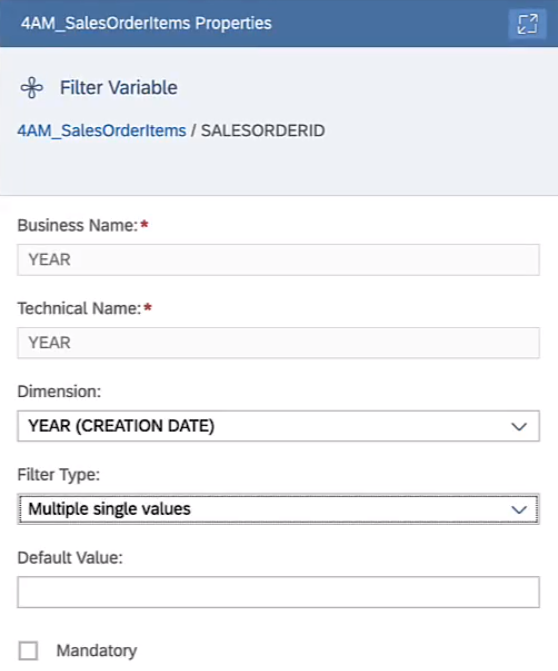 4AM_SalesOrderItems Properties
Filter Variable
4AM_SalesOrderItems / SALESORDERID
Business Name:*
YEAR
Technical Name:*
YEAR
Dimension:
YEAR (CREATION DATE)
Filter Type:
Multiple single values
Default Value:
Mandatory